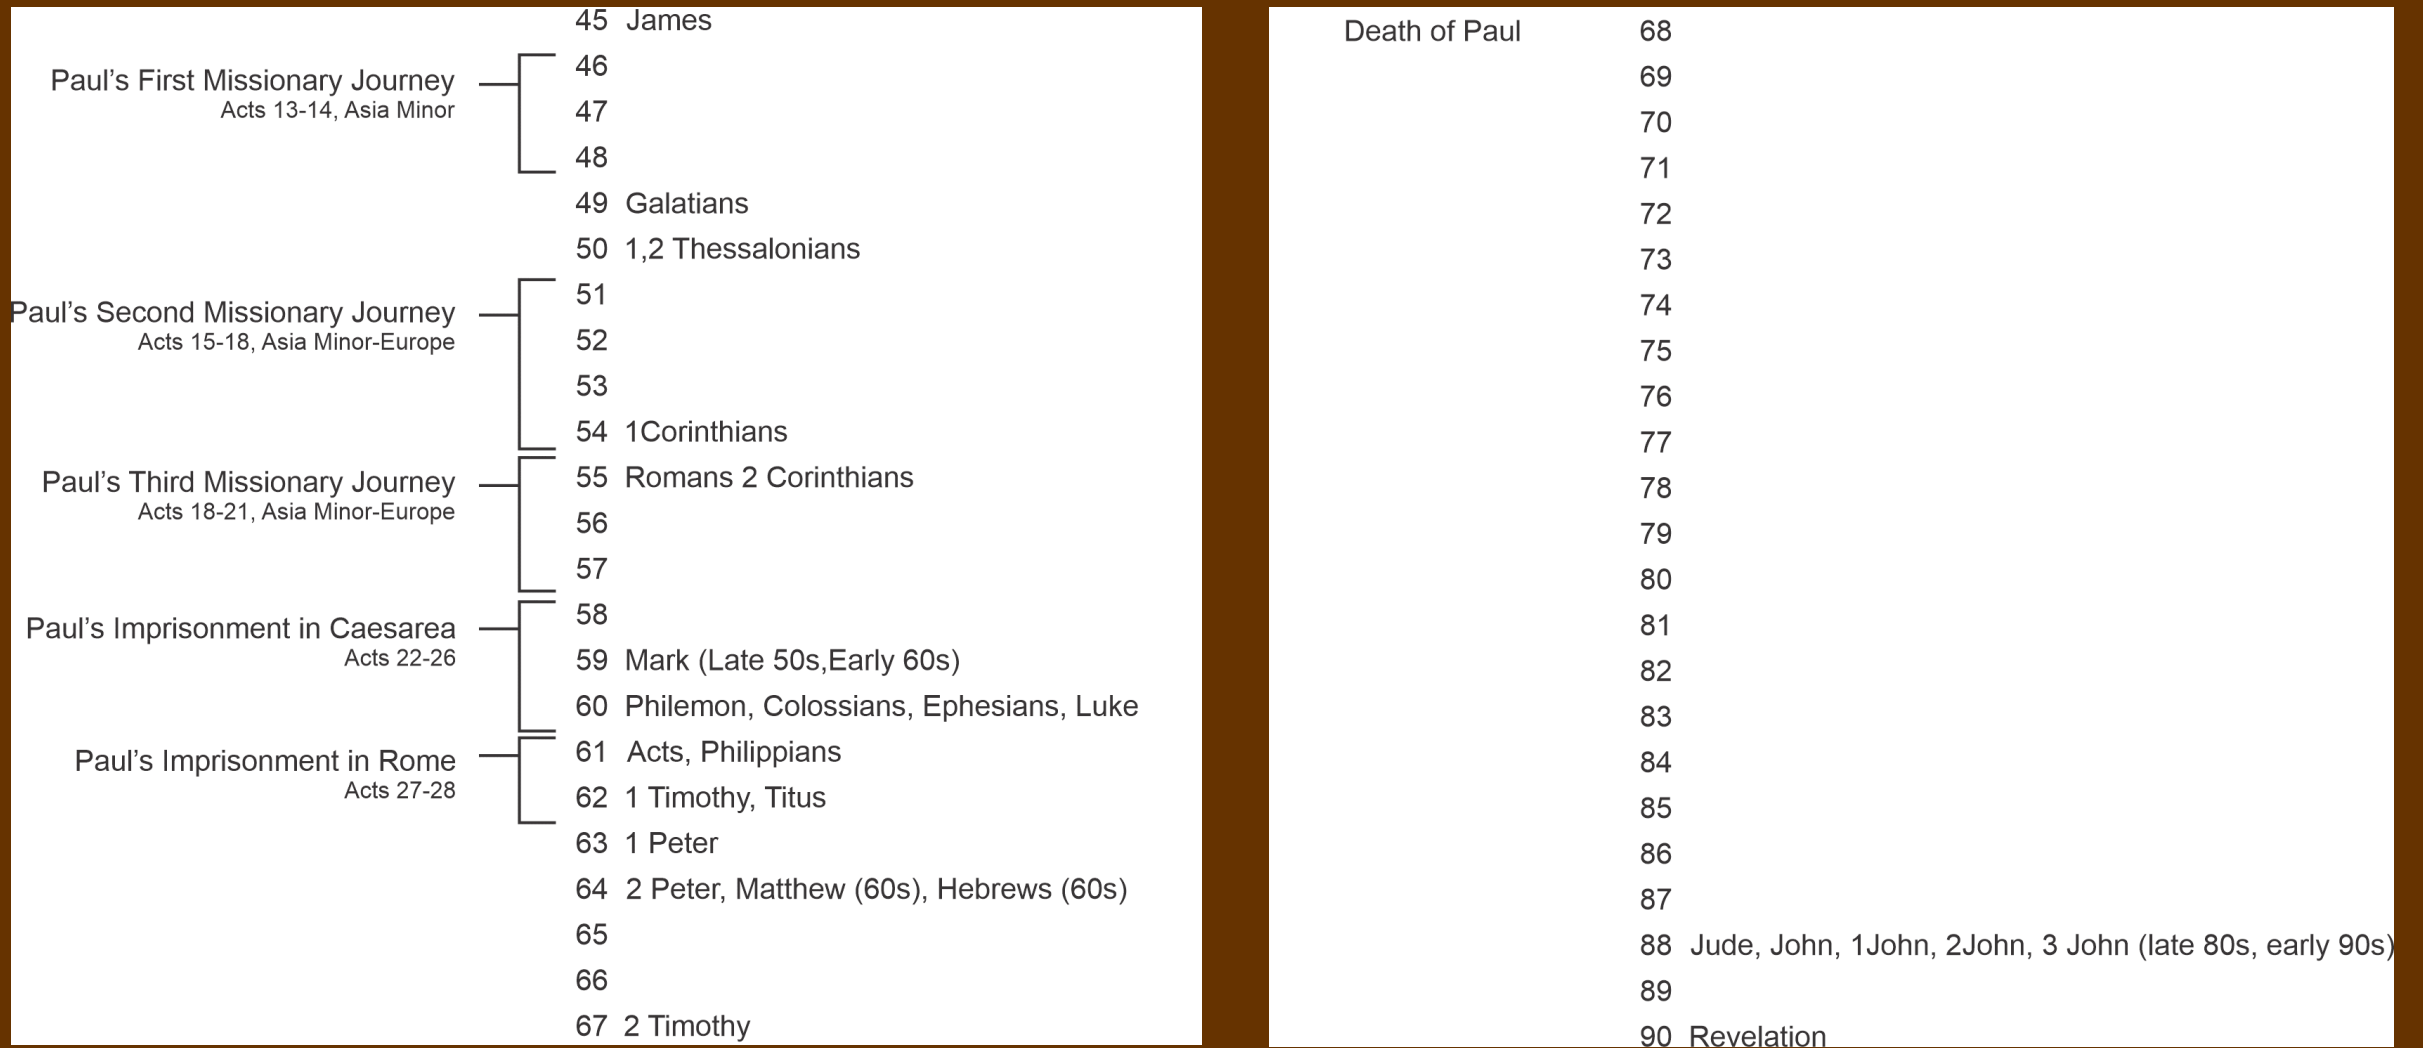 45 James
Paul’s First Missionary Journey
Acts 13-14, Asia Minor
46
47
48
49 Galatians
50 1,2 Thessalonians
Paul’s Second Missionary Journey
Acts 15-18, Asia Minor-Europe
51
52
53
54 1Corinthians
Paul’s Third Missionary Journey
Acts 18-21, Asia Minor-Europe
55 Romans 2 Corinthians
56
57
Paul’s Imprisonment in Caesarea
Acts 22-26
58
59 Mark (Late 50s,Early 60s)
60 Philemon, Colossians, Ephesians, Luke
Paul’s Imprisonment in Rome
Acts 27-28
61 Acts, Philippians
62 1 Timothy, Titus
63 1 Peter
64 2 Peter, Matthew (60s), Hebrews (60s)
65
66
67 2 Timothy
Death of Paul 68
69
70
71
72
73
74
75
76
77
78
79
80
81
82
83
84
85
86
87
88 Jude, John, 1John, 2John, 3 John (late 80s, early 90s)
89
90 Revelation